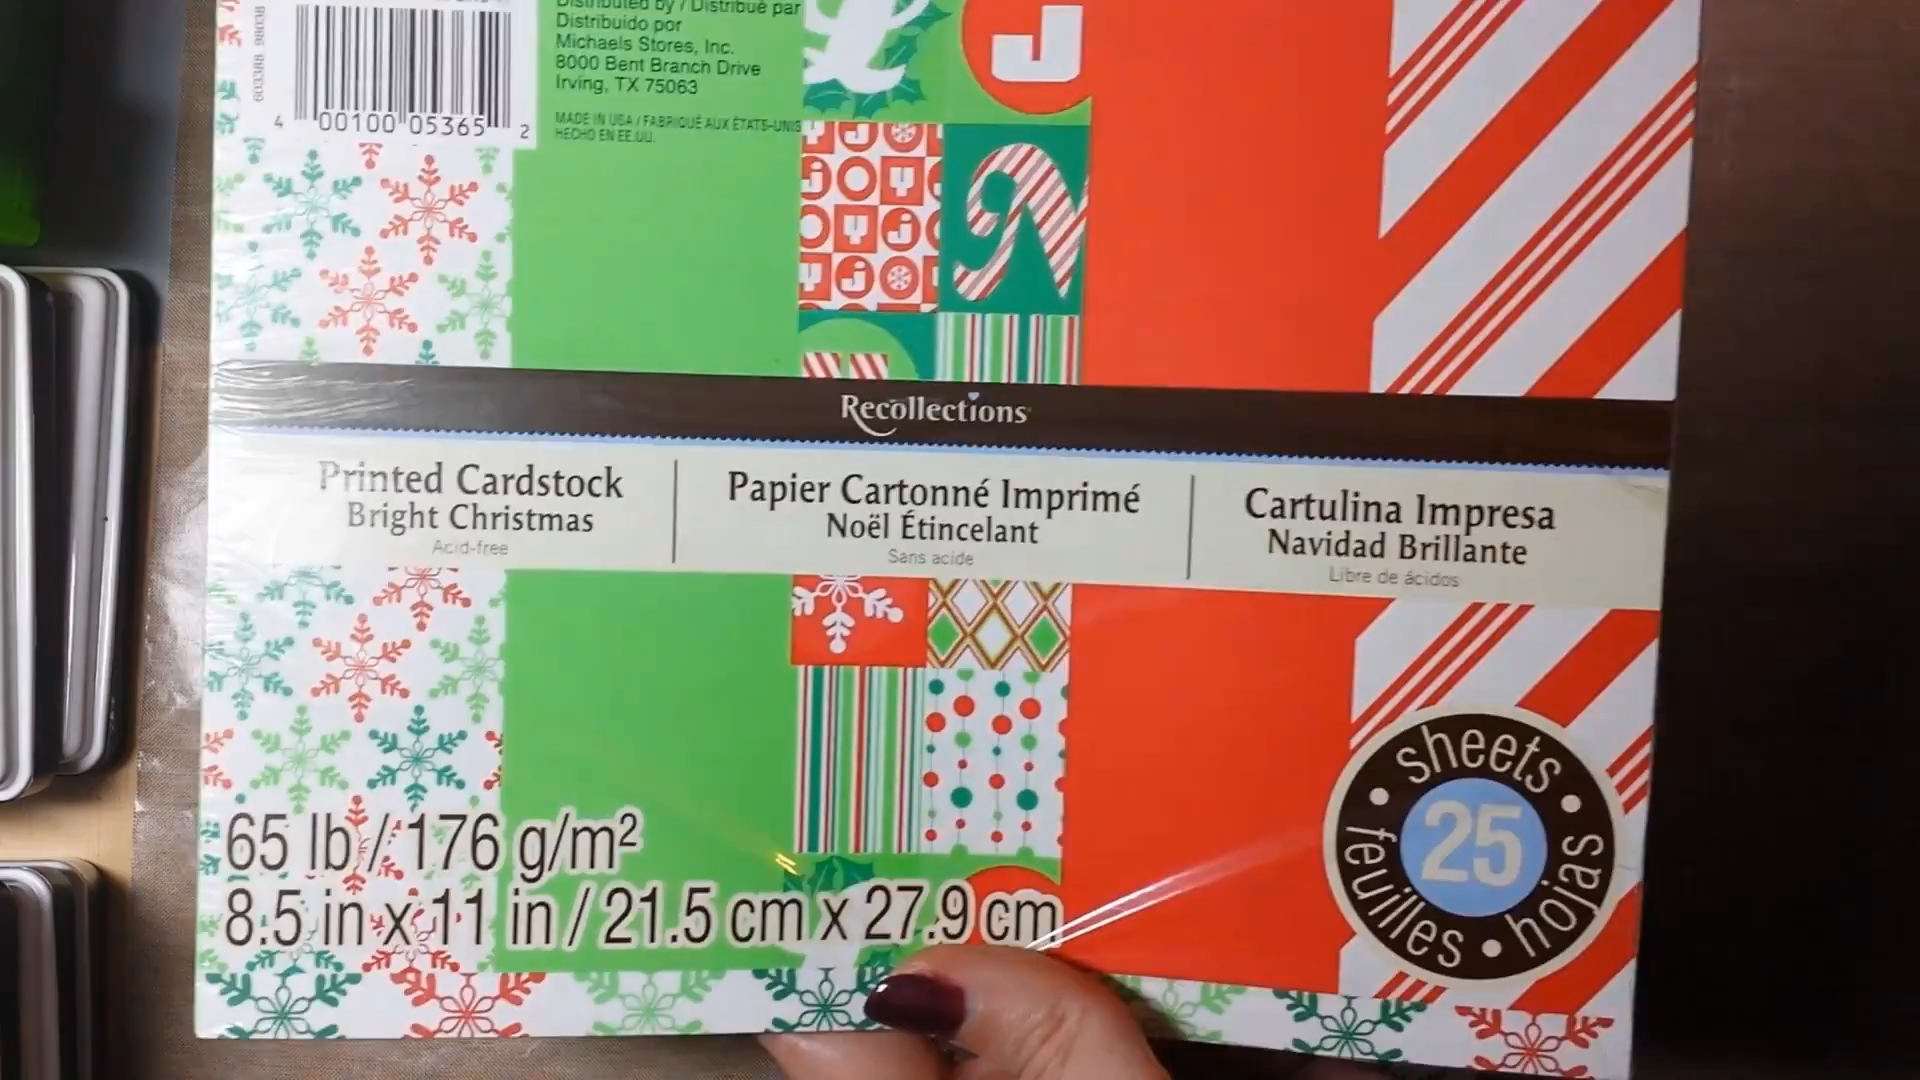 Distributed by / Distribué par
Distribuido por
Michaels Stores, Inc.
8000 Bent Branch Drive
Irving, TX 75063
MADE IN USA / FABRIQUÉ AUX ÉTATS-UNIS
HECHO EN EE.UU.
4 00100 05365 2
J
JOY
N
Recollections
Printed Cardstock
Bright Christmas
Acid-free
Papier Cartonné Imprimé
Noël Étincelant
Sans acide
Cartulina Impresa
Navidad Brillante
Libre de ácidos
65 lb / 176 g/m²
8.5 in x 11 in / 21.5 cm x 27.9 cm
sheets
25
feuilles • hojas